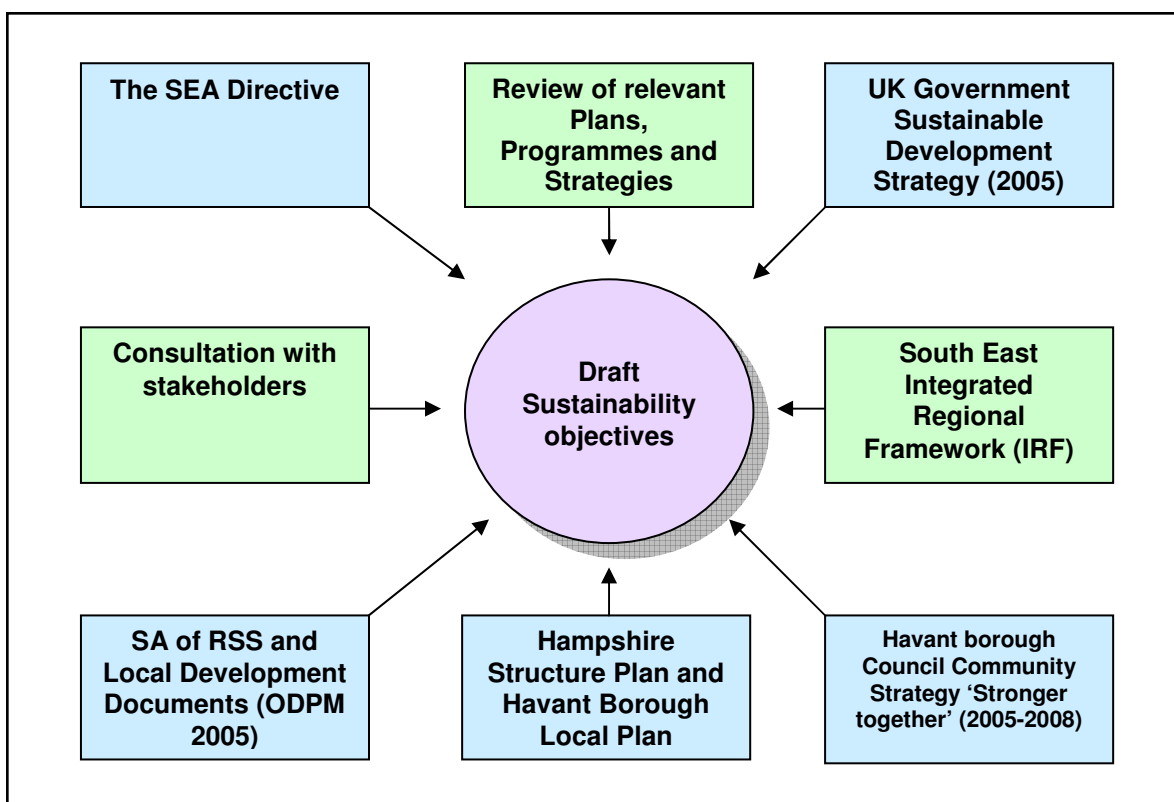 The SEA Directive
Review of relevant
Plans,
Programmes and
Strategies
UK Government
Sustainable
Development
Strategy (2005)
Consultation with
stakeholders
Draft
Sustainability
objectives
South East
Integrated
Regional
Framework (IRF)
SA of RSS and
Local Development
Documents (ODPM
2005)
Hampshire
Structure Plan and
Havant Borough
Local Plan
Havant borough
Council Community
Strategy ‘Stronger
together’ (2005-2008)